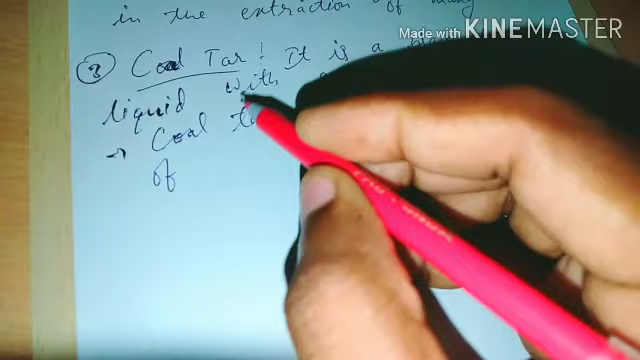 in the extraction of many
Made with KINEMASTER
② Coal Tar! It is a
liquid with
→ Coal
of